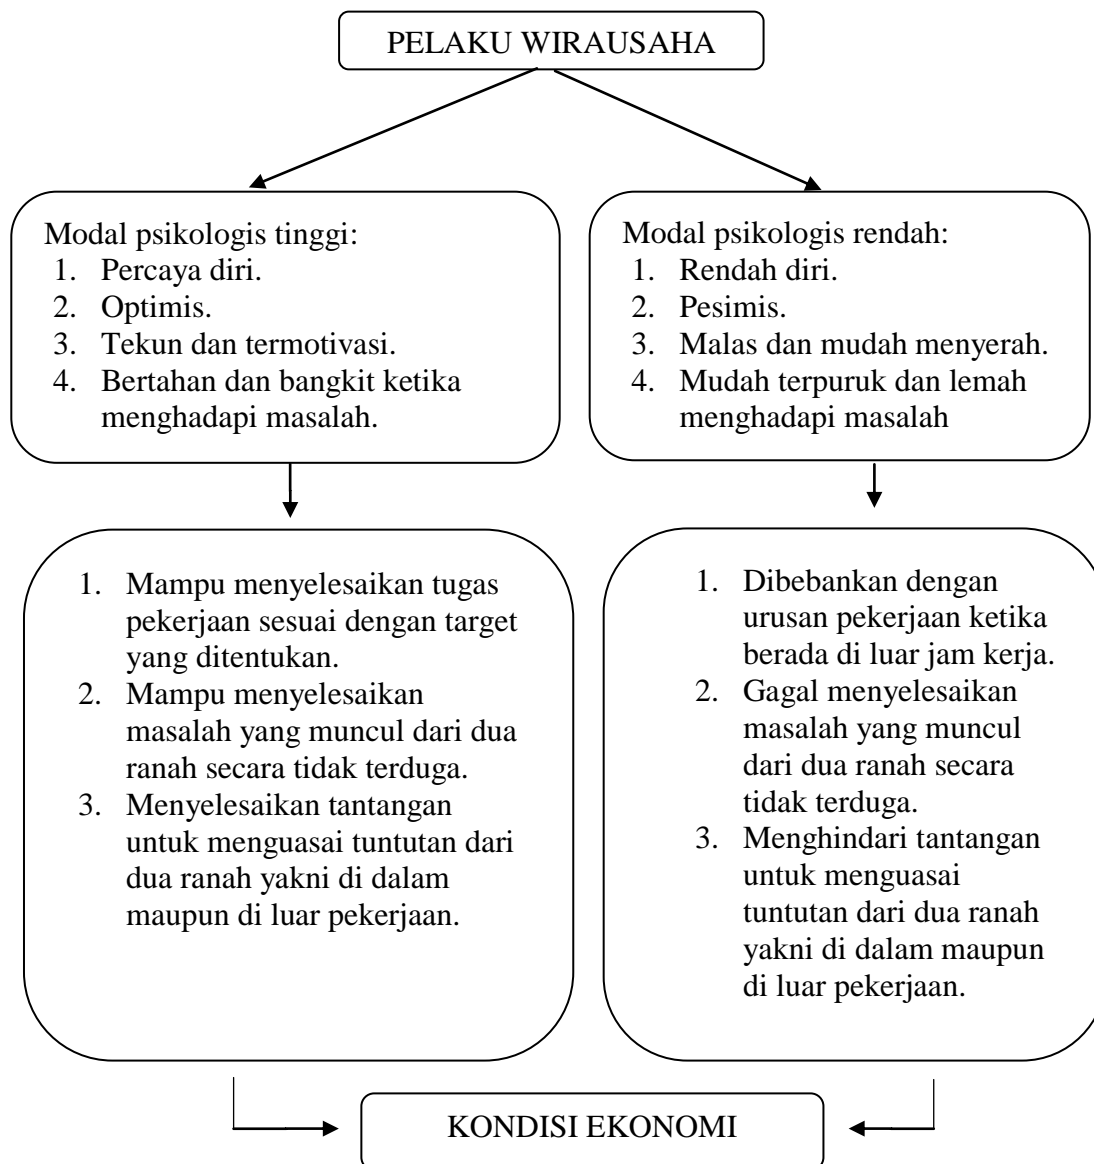 PELAKU WIRAUSAHA
Modal psikologis tinggi:
1. Percaya diri.
2. Optimis.
3. Tekun dan termotivasi.
4. Bertahan dan bangkit ketika
menghadapi masalah.
Modal psikologis rendah:
1. Rendah diri.
2. Pesimis.
3. Malas dan mudah menyerah.
4. Mudah terpuruk dan lemah
menghadapi masalah
1. Mampu menyelesaikan tugas
pekerjaan sesuai dengan target
yang ditentukan.
2. Mampu menyelesaikan
masalah yang muncul dari dua
ranah secara tidak terduga.
3. Menyelesaikan tantangan
untuk menguasai tuntutan dari
dua ranah yakni di dalam
maupun di luar pekerjaan.
1. Dibebankan dengan
urusan pekerjaan ketika
berada di luar jam kerja.
2. Gagal menyelesaikan
masalah yang muncul
dari dua ranah secara
tidak terduga.
3. Menghindari tantangan
untuk menguasai
tuntutan dari dua ranah
yakni di dalam maupun
di luar pekerjaan.
KONDISI EKONOMI